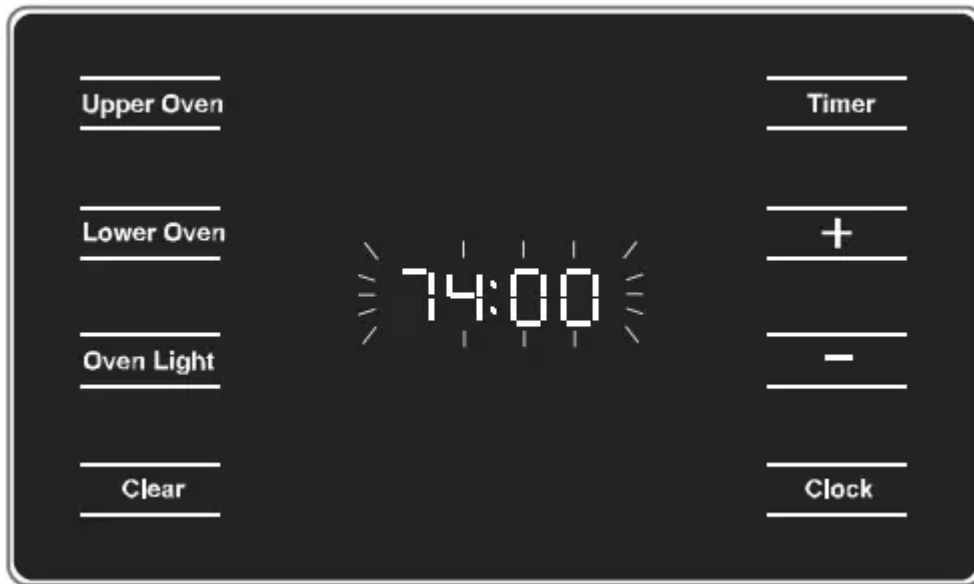 Upper Oven
Timer
Lower Oven
+
74:00
Oven Light
-
Clear
Clock